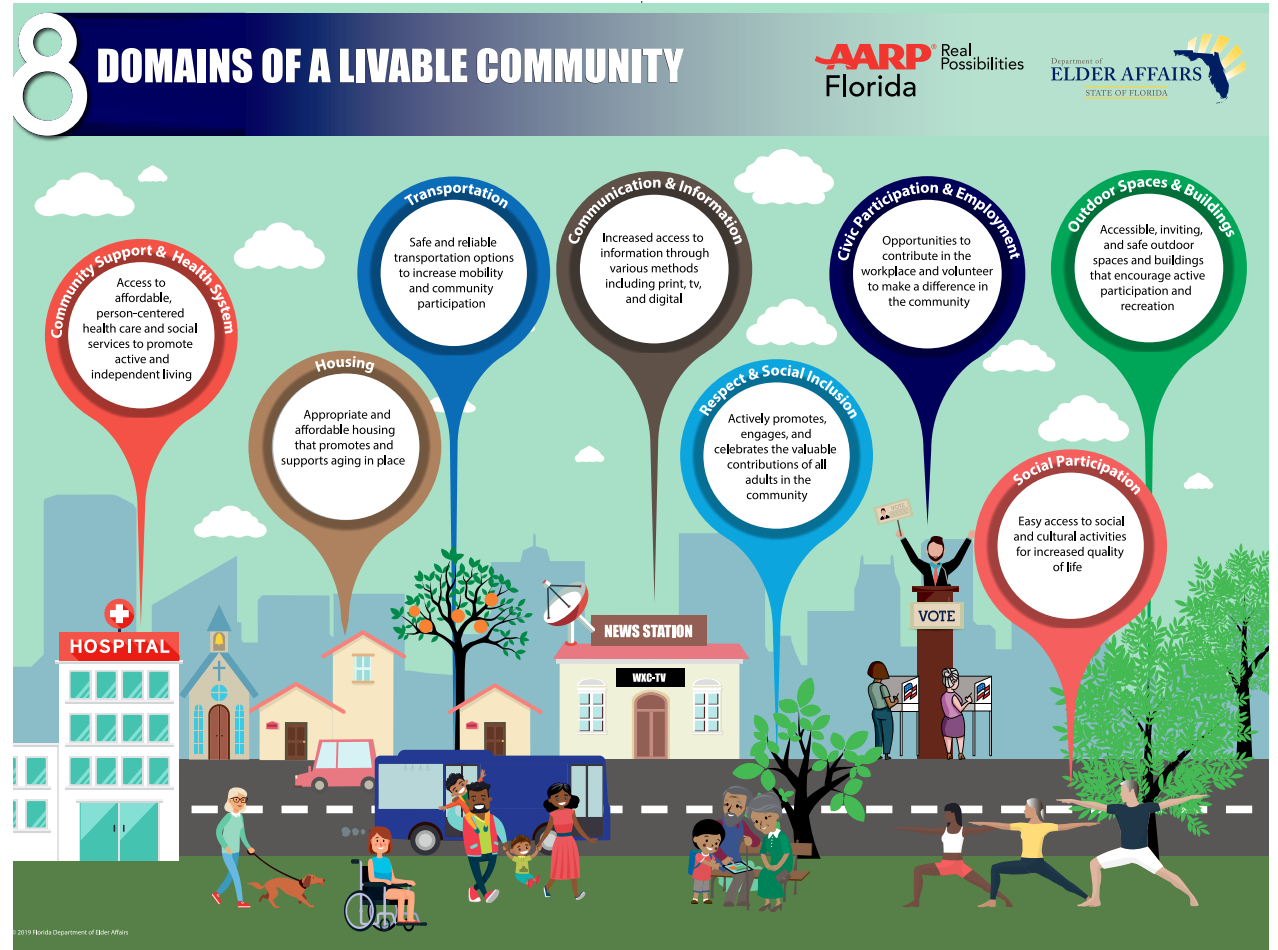 8 DOMAINS OF A LIVABLE COMMUNITY
AARP® Real
Possibilities
Florida
Department of
ELDER AFFAIRS
STATE OF FLORIDA
Community Support & Health System
Access to
affordable,
person-centered
health care and social
services to promote
active and
independent living
Housing
Appropriate and
affordable housing
that promotes and
supports aging in place
Transportation
Safe and reliable
transportation options
to increase mobility
and community
participation
Communication & Information
Increased access to
information through
various methods
including print, tv,
and digital
Respect & Social Inclusion
Actively promotes,
engages, and
celebrates the valuable
contributions of all
adults in the
community
Civic Participation & Employment
Opportunities to
contribute in the
workplace and volunteer
to make a difference in
the community
Outdoor Spaces & Buildings
Accessible, inviting,
and safe outdoor
spaces and buildings
that encourage active
participation and
recreation
Social Participation
Easy access to social
and cultural activities
for increased quality
of life
HOSPITAL
NEWS STATION
WXC-TV
VOTE
VOTE
© 2019 Florida Department of Elder Affairs